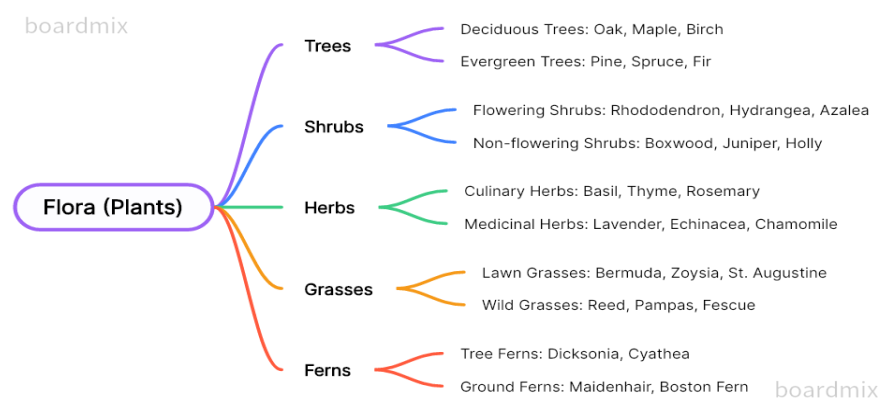 boardmix
Trees
Deciduous Trees: Oak, Maple, Birch
Evergreen Trees: Pine, Spruce, Fir
Shrubs
Flowering Shrubs: Rhododendron, Hydrangea, Azalea
Non-flowering Shrubs: Boxwood, Juniper, Holly
Flora (Plants)
Herbs
Culinary Herbs: Basil, Thyme, Rosemary
Medicinal Herbs: Lavender, Echinacea, Chamomile
Grasses
Lawn Grasses: Bermuda, Zoysia, St. Augustine
Wild Grasses: Reed, Pampas, Fescue
Ferns
Tree Ferns: Dicksonia, Cyathea
Ground Ferns: Maidenhair, Boston Fern
boardmix